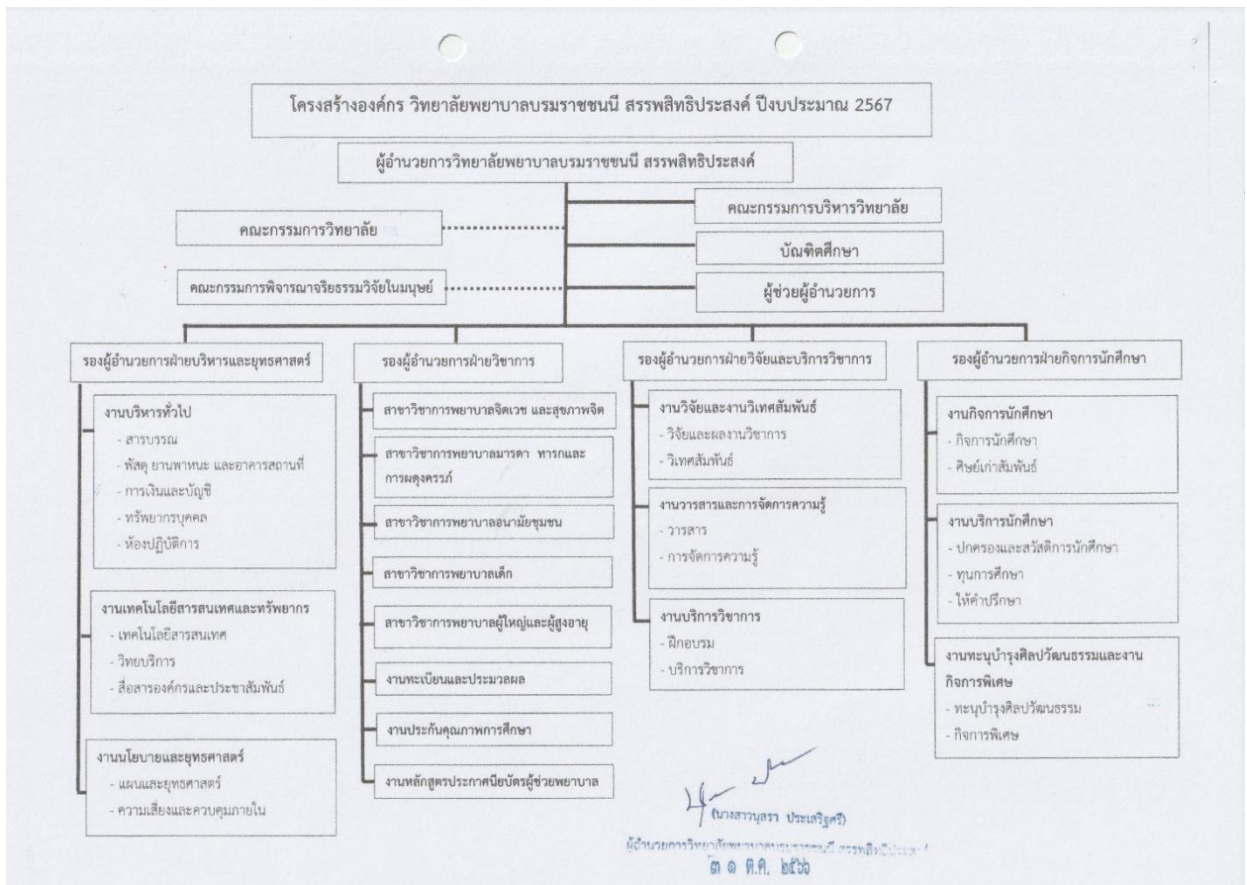 โครงสร้างองค์กร วิทยาลัยพยาบาลบรมราชชนนี สรรพสิทธิประสงค์ ปีงบประมาณ 2567
ผู้อำนวยการวิทยาลัยพยาบาลบรมราชชนนี สรรพสิทธิประสงค์
คณะกรรมการวิทยาลัย
คณะกรรมการพิจารณาจริยธรรมวิจัยในมนุษย์
คณะกรรมการบริหารวิทยาลัย
บัณฑิตศึกษา
ผู้ช่วยผู้อำนวยการ
รองผู้อำนวยการฝ่ายบริหารและยุทธศาสตร์
งานบริหารทั่วไป
- สารบรรณ
- พัสดุ ยานพาหนะ และอาคารสถานที่
- การเงินและบัญชี
- ทรัพยากรบุคคล
- ห้องปฏิบัติการ
งานเทคโนโลยีสารสนเทศและทรัพยากร
- เทคโนโลยีสารสนเทศ
- วิทยบริการ
- สื่อสารองค์กรและประชาสัมพันธ์
งานนโยบายและยุทธศาสตร์
- แผนและยุทธศาสตร์
- ความเสี่ยงและควบคุมภายใน
รองผู้อำนวยการฝ่ายวิชาการ
สาขาวิชาการพยาบาลจิตเวช และสุขภาพจิต
สาขาวิชาการพยาบาลมารดา ทารกและ
การผดุงครรภ์
สาขาวิชาการพยาบาลอนามัยชุมชน
สาขาวิชาการพยาบาลเด็ก
สาขาวิชาการพยาบาลผู้ใหญ่และผู้สูงอายุ
งานทะเบียนและประมวลผล
งานประกันคุณภาพการศึกษา
งานหลักสูตรประกาศนียบัตรผู้ช่วยพยาบาล
รองผู้อำนวยการฝ่ายวิจัยและบริการวิชาการ
งานวิจัยและงานวิเทศสัมพันธ์
- วิจัยและผลงานวิชาการ
- วิเทศสัมพันธ์
งานวารสารและการจัดการความรู้
- วารสาร
- การจัดการความรู้
งานบริการวิชาการ
- ฝึกอบรม
- บริการวิชาการ
รองผู้อำนวยการฝ่ายกิจการนักศึกษา
งานกิจการนักศึกษา
- กิจการนักศึกษา
- ศิษย์เก่าสัมพันธ์
งานบริการนักศึกษา
- ปกครองและสวัสดิการนักศึกษา
- ทุนการศึกษา
- ให้คำปรึกษา
งานทะนุบำรุงศิลปวัฒนธรรมและงาน
กิจการพิเศษ
- ทะนุบำรุงศิลปวัฒนธรรม
- กิจการพิเศษ
(นางสาวนุสรา ประเสริฐศรี)
ผู้อำนวยการวิทยาลัยพยาบาลบรมราชชนนี สรรพสิทธิประสงค์
๓ ๑ ต.ค. ๒๕๖๖